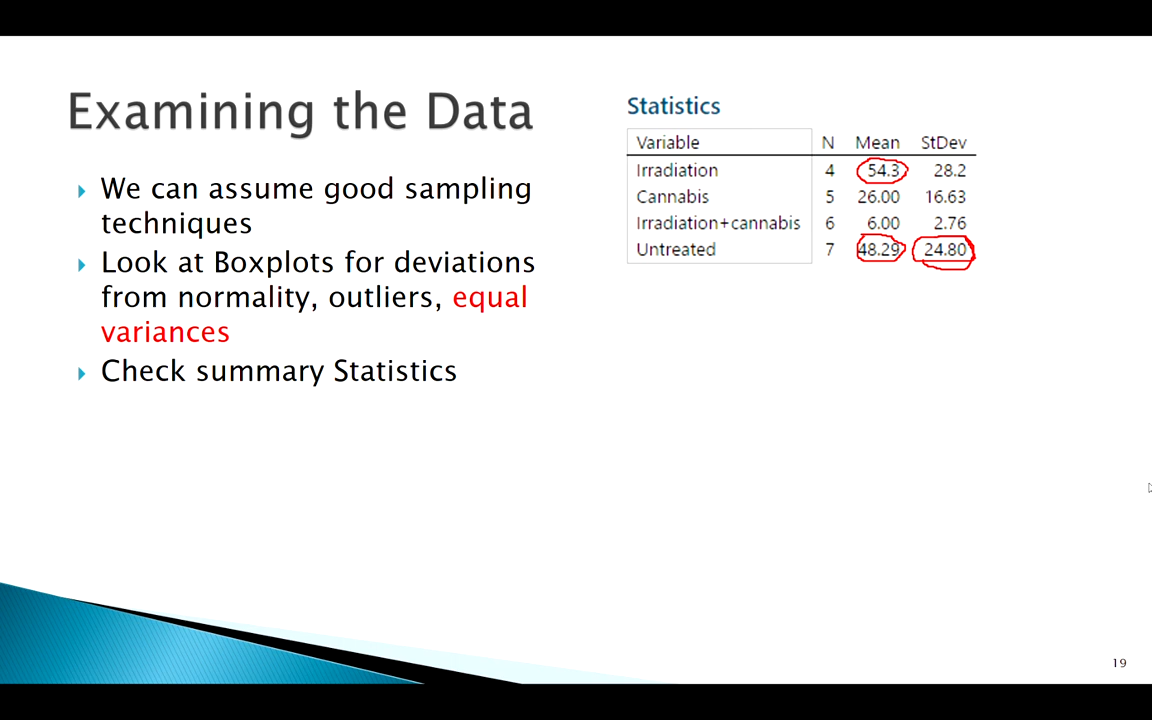 Examining the Data
We can assume good sampling
techniques
Look at Boxplots for deviations
from normality, outliers, equal
variances
Check summary Statistics
Statistics
Variable N Mean StDev
Irradiation 4 54.3 28.2
Cannabis 5 26.00 16.63
Irradiation+cannabis 6 6.00 2.76
Untreated 7 48.29 24.80
19